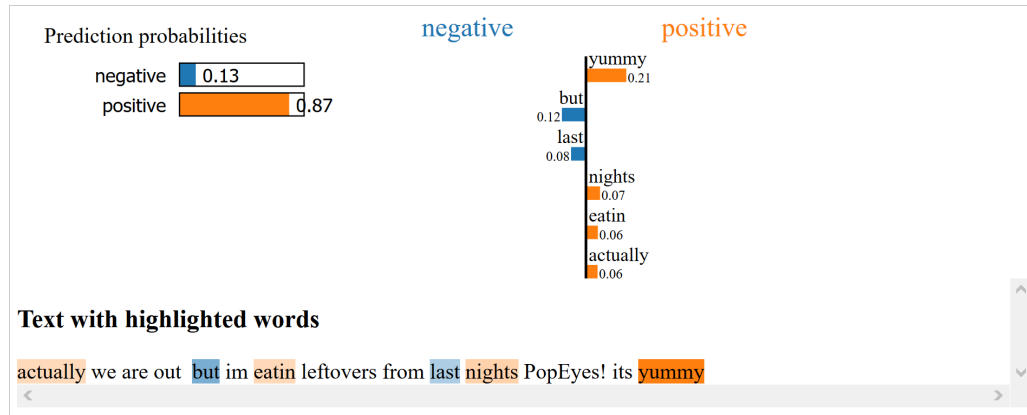 Prediction probabilities
negative 0.13
positive 0.87
negative positive
yummy
0.21
but
0.12
last
0.08
nights
0.07
eatin
0.06
actually
0.06
Text with highlighted words
actually we are out but im eatin leftovers from last nights PopEyes! its yummy